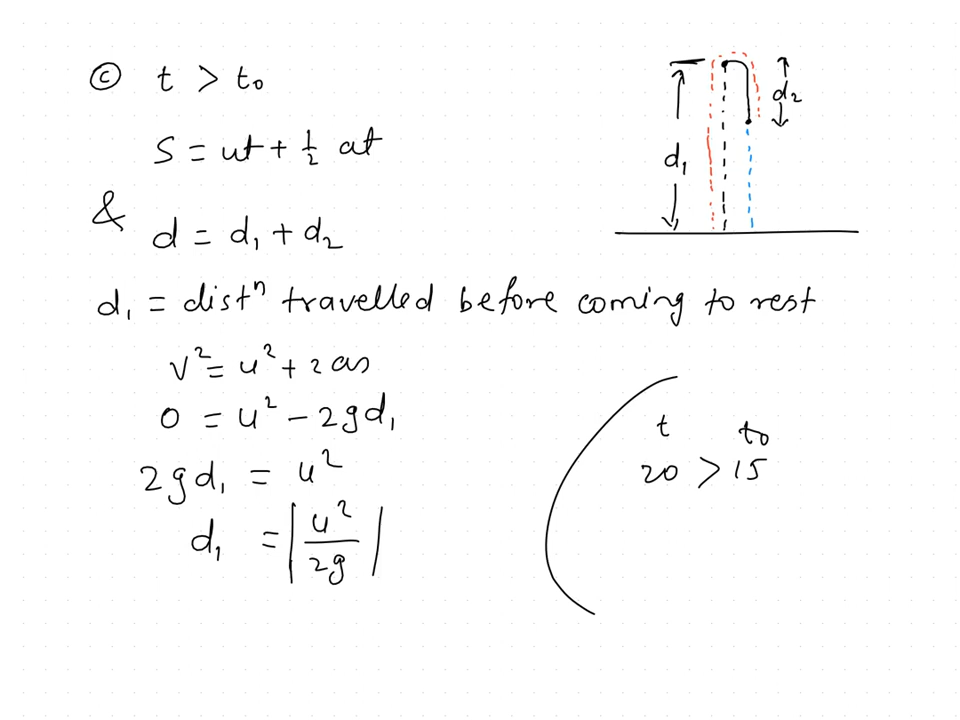 ⓒ t > t₀
S = ut + ½ at
& d = d₁ + d₂
d₁ = distⁿ travelled before coming to rest
v² = u² + 2as
0 = u² - 2gd₁
2gd₁ = u²
d₁ = |u²/2g|
d₁
d₂
t t₀
20 > 15